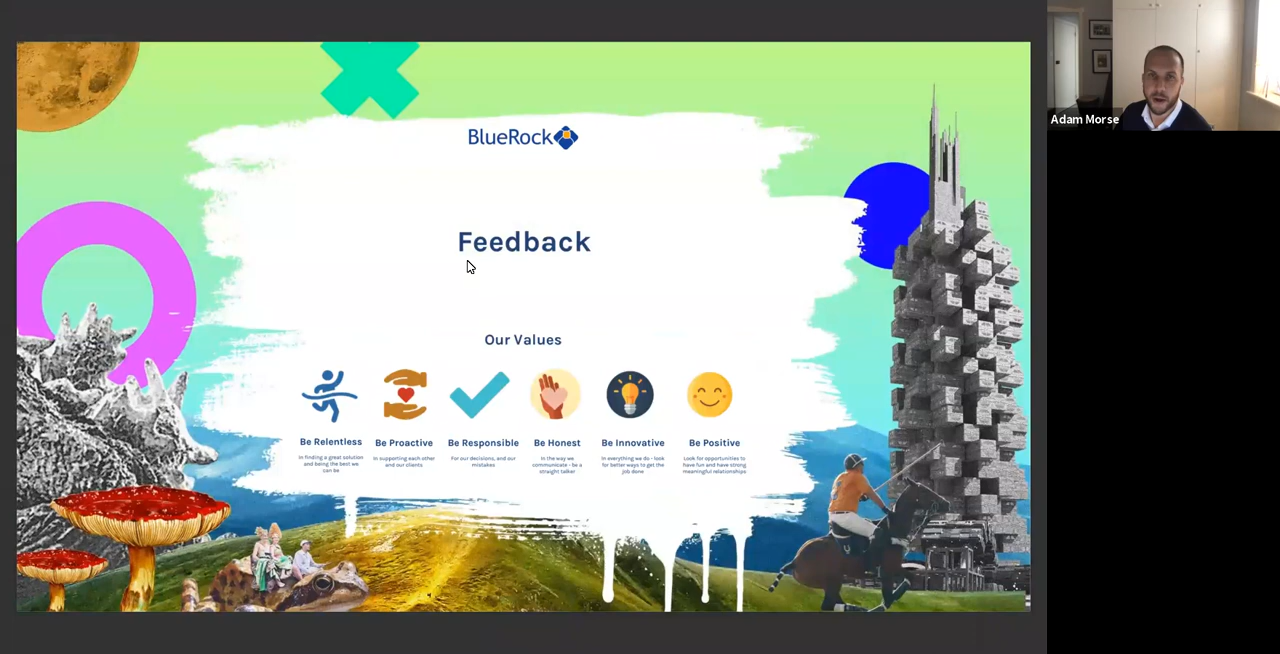 BlueRock
Feedback
Our Values
Be Relentless
In finding a great solution
and being the best we
can be
Be Proactive
In supporting each other
and our clients
Be Responsible
For our decisions, and our
mistakes
Be Honest
In the way we
communicate - be a
straight talker
Be Innovative
In everything we do - look
for better ways to get the
job done
Be Positive
Look for opportunities to
have fun and have strong
meaningful relationships
Adam Morse